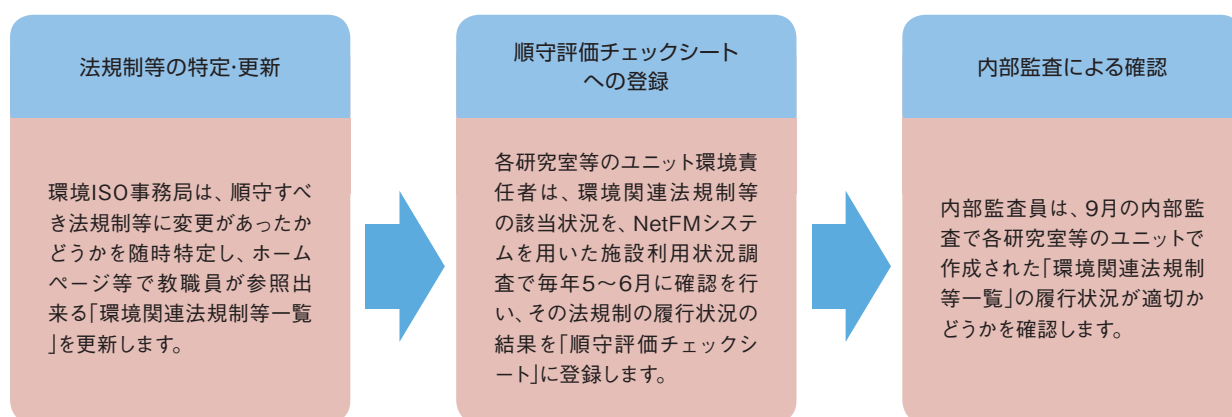 法規制等の特定·更新
環境ISO事務局は、順守すべ
き法規制等に変更があったか
どうかを随時特定し、ホーム
ページ等で教職員が参照出
来る「環境関連法規制等一覧
」を更新します。
順守評価チェックシート
への登録
各研究室等のユニット環境責
任者は、環境関連法規制等
の該当状況を、NetFMシステ
ムを用いた施設利用状況調
査で毎年5〜6月に確認を行
い、その法規制の履行状況の
結果を「順守評価チェックシ
ート」に登録します。
内部監査による確認
内部監査員は、9月の内部監
査で各研究室等のユニットで
作成された「環境関連法規制
等一覧」の履行状況が適切か
どうかを確認します。